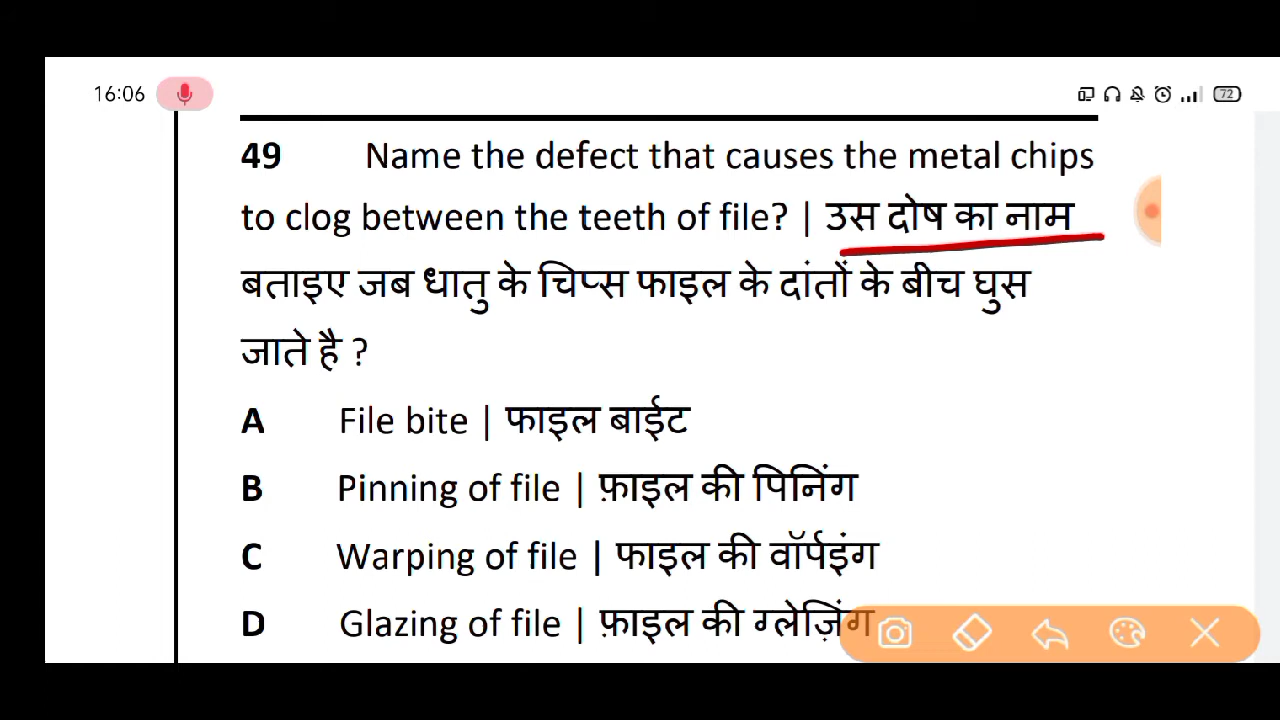 16:06
72
49 Name the defect that causes the metal chips
to clog between the teeth of file? | उस दोष का नाम
बताइए जब धातु के चिप्स फाइल के दांतों के बीच घुस
जाते है ?
A File bite | फाइल बाईट
B Pinning of file | फ़ाइल की पिनिंग
C Warping of file | फाइल की वॉर्पइंग
D Glazing of file | फ़ाइल की ग्लेज़िंग